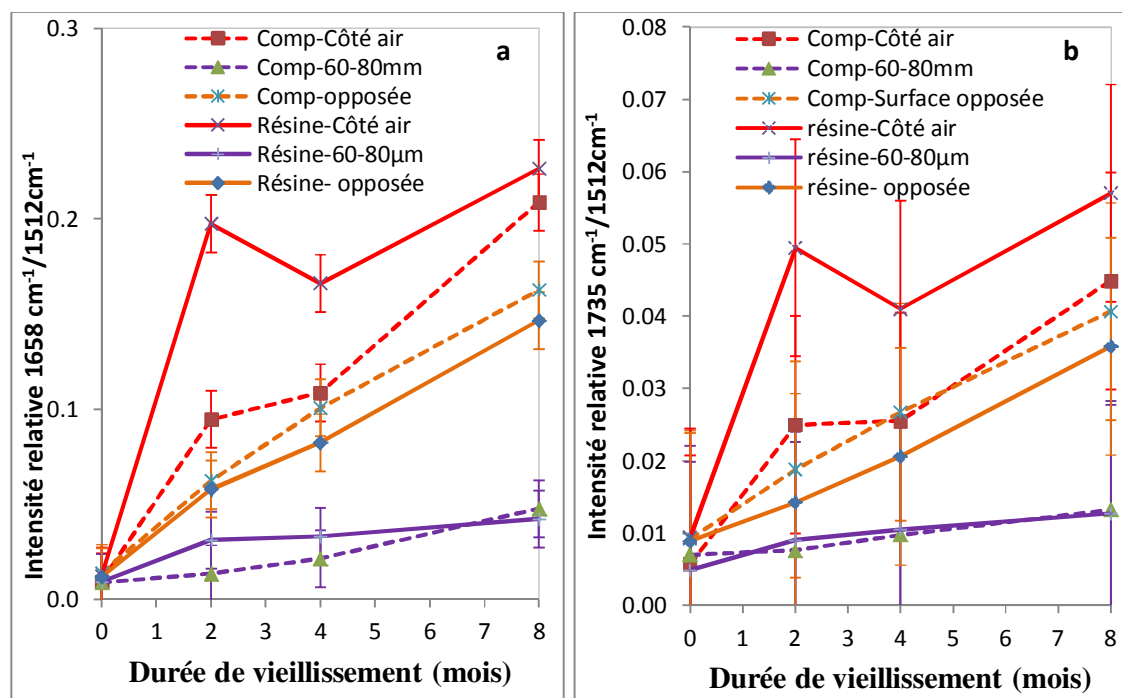 Intensité relative 1658 cm-1/1512cm-1
0.3
0.2
0.1
0.0
Comp-Côté air
Comp-60-80mm
Comp-opposée
Résine-Côté air
Résine-60-80µm
Résine- opposée
a
0 1 2 3 4 5 6 7 8
Durée de vieillissement (mois)
Intensité relative 1735 cm-1/1512cm-1
0.08
0.07
0.06
0.05
0.04
0.03
0.02
0.01
0.00
Comp-Côté air
Comp-60-80mm
Comp-Surface opposée
résine-Côté air
résine-60-80µm
résine- opposée
b
0 1 2 3 4 5 6 7 8
Durée de vieillissement (mois)